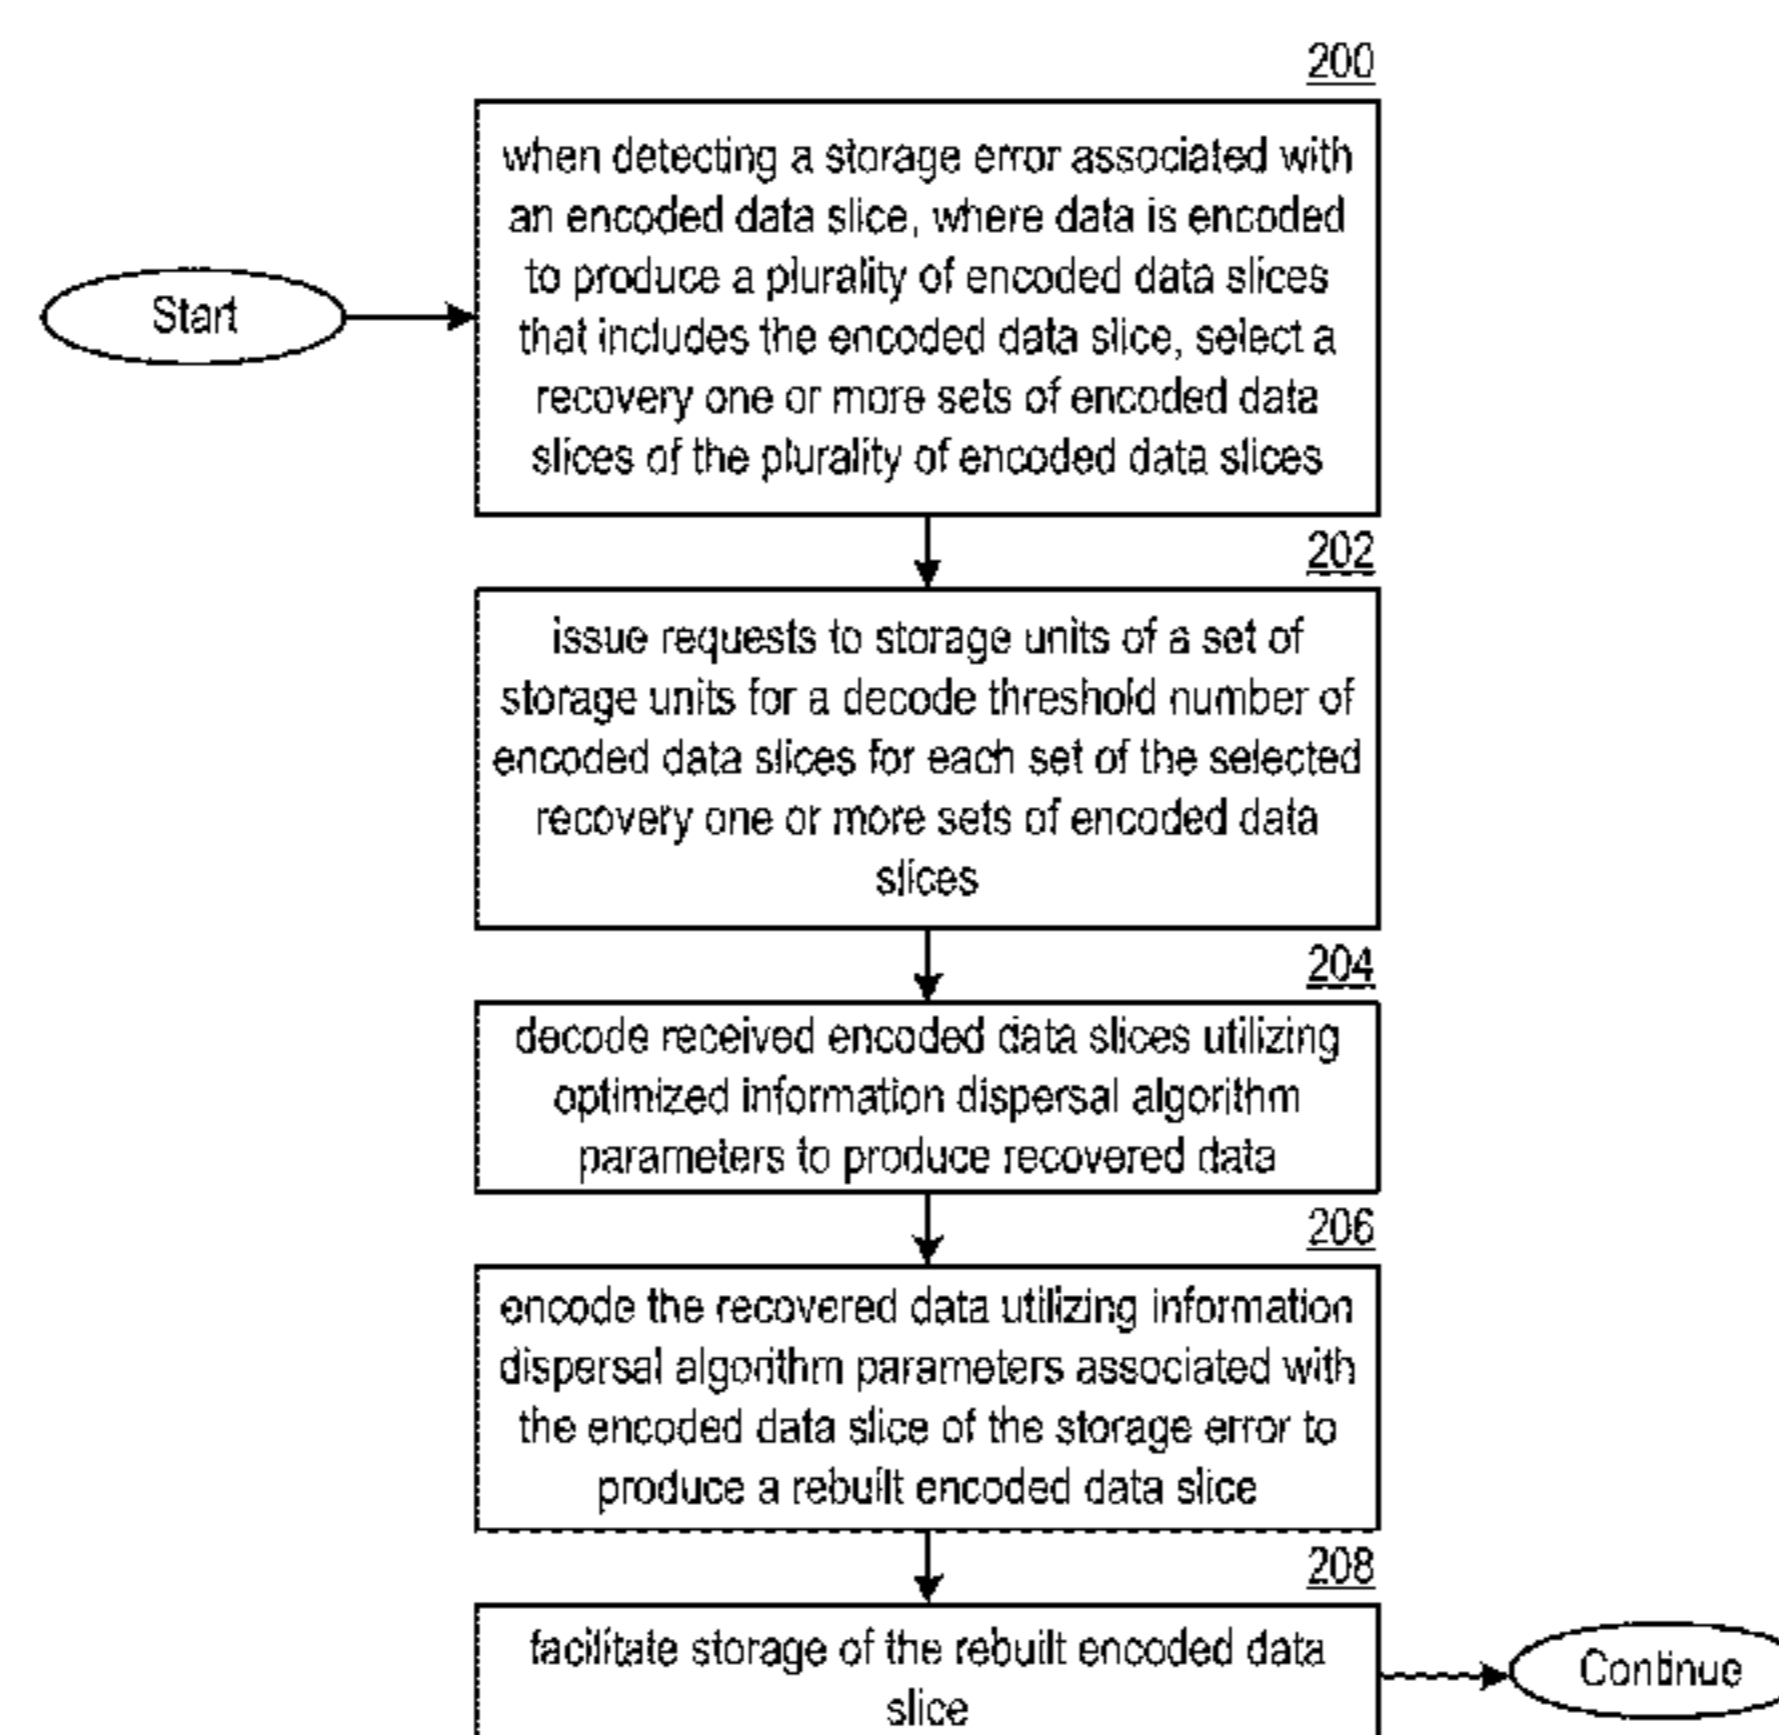 200
when detecting a storage error associated with
an encoded data slice, where data is encoded
to produce a plurality of encoded data slices
that includes the encoded data slice, select a
recovery one or more sets of encoded data
slices of the plurality of encoded data slices
Start
202
issue requests to storage units of a set of
storage units for a decode threshold number of
encoded data slices for each set of the selected
recovery one or more sets of encoded data
slices
204
decode received encoded data slices utilizing
optimized information dispersal algorithm
parameters to produce recovered data
206
encode the recovered data utilizing information
dispersal algorithm parameters associated with
the encoded data slice of the storage error to
produce a rebuilt encoded data slice
208
facilitate storage of the rebuilt encoded data
slice
Continue